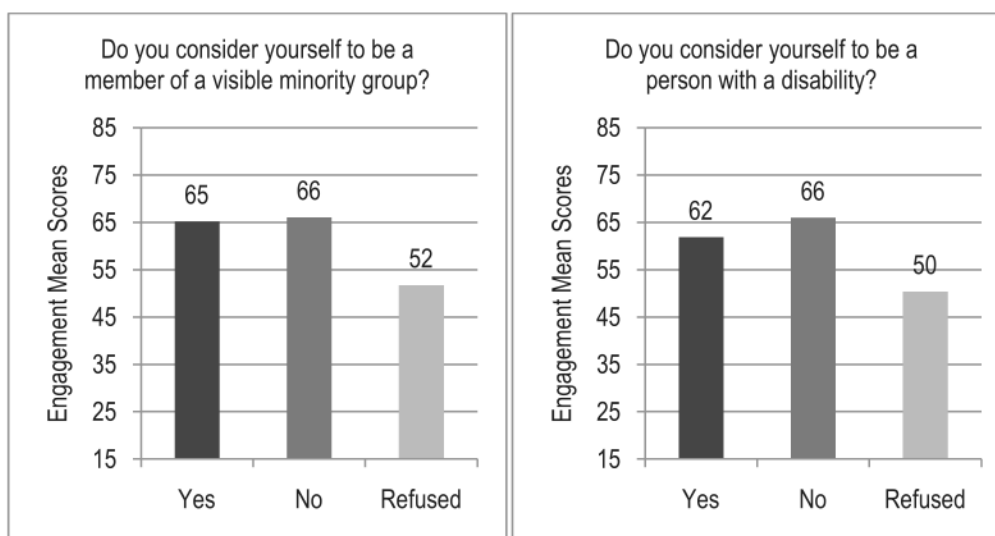 Do you consider yourself to be a
member of a visible minority group?
Engagement Mean Scores
85
75
65
55
45
35
25
15
65
66
52
Yes No Refused
Do you consider yourself to be a
person with a disability?
Engagement Mean Scores
85
75
65
55
45
35
25
15
62
66
50
Yes No Refused